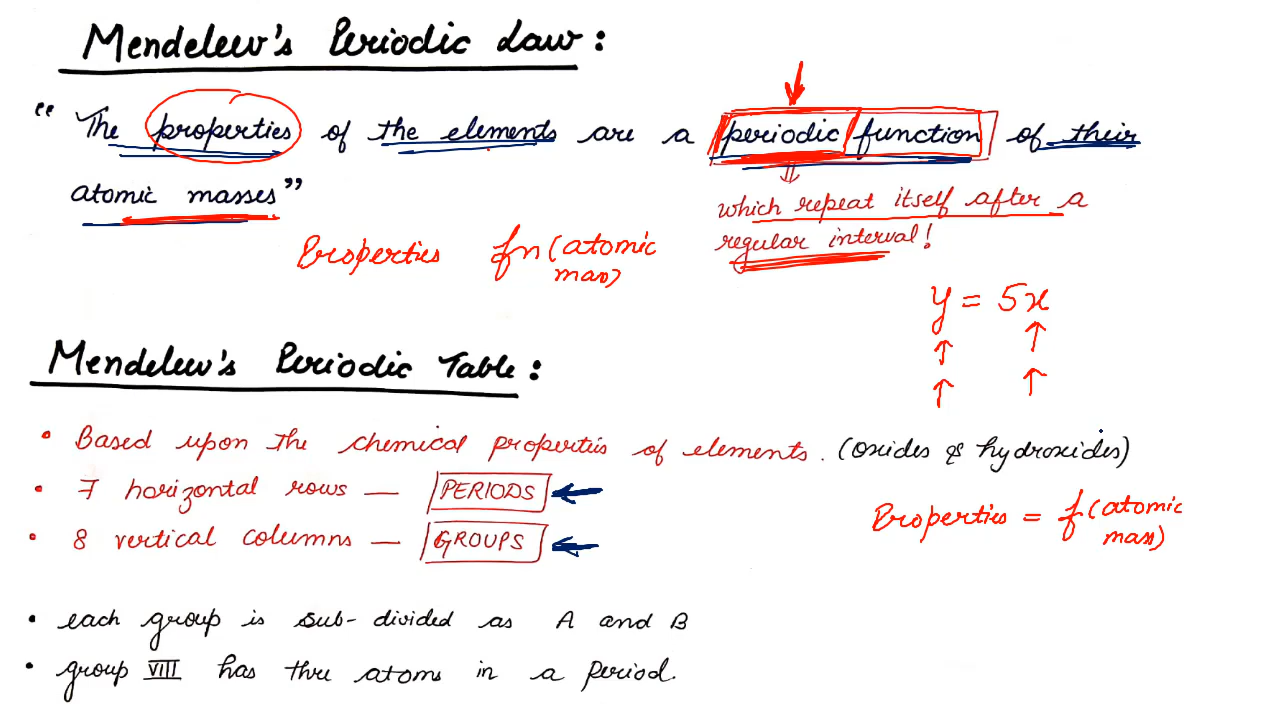 Mendeleev's Periodic Law :
"The properties of the elements are a periodic function of their
atomic masses"
which repeat itself after a
regular interval!
Properties fn (atomic
mass)
y = 5x
Mendeleev's Periodic Table :
• Based upon the chemical properties of elements. (oxides & hydroxides)
• 7 horizontal rows — PERIODS
• 8 vertical columns — GROUPS
Properties = f (atomic
mass)
• each group is sub-divided as A and B
• group VIII has three atoms in a period.